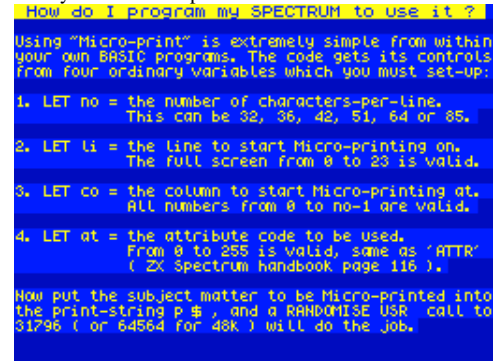 How do I program my SPECTRUM to use it ?
Using "Micro-print" is extremely simple from within
your own BASIC programs. The code gets its controls
from four ordinary variables which you must set-up:
1. LET no = the number of characters-per-line.
This can be 32, 36, 42, 51, 64 or 85.
2. LET li = the line to start Micro-printing on.
The full screen from 0 to 23 is valid.
3. LET co = the column to start Micro-printing at.
All numbers from 0 to no-1 are valid.
4. LET at = the attribute code to be used.
From 0 to 255 is valid, same as 'ATTR'
( ZX Spectrum handbook page 116 ).
Now put the subject matter to be Micro-printed into
the print-string p $ , and a RANDOMISE USR call to
31796 ( or 64564 for 48K ) will do the job.